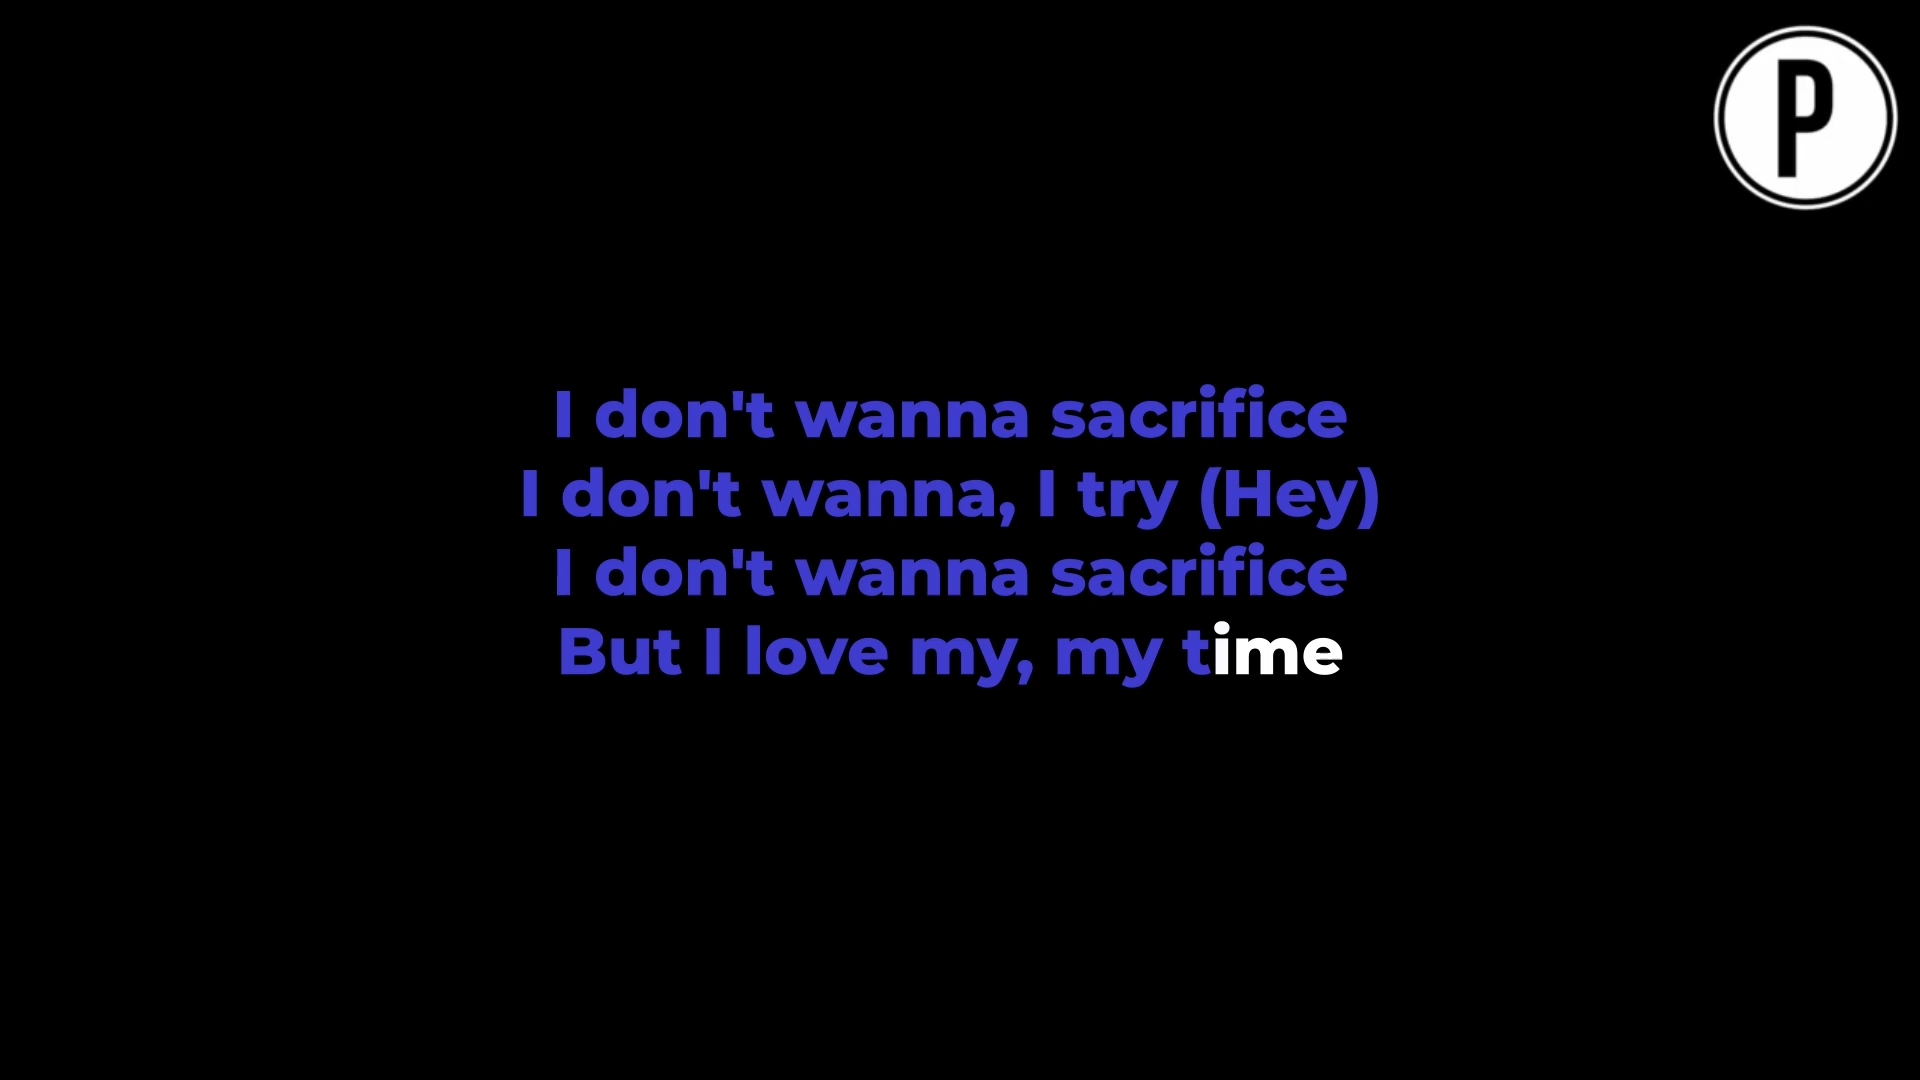 P
I don't wanna sacrifice
I don't wanna, I try (Hey)
I don't wanna sacrifice
But I love my, my time